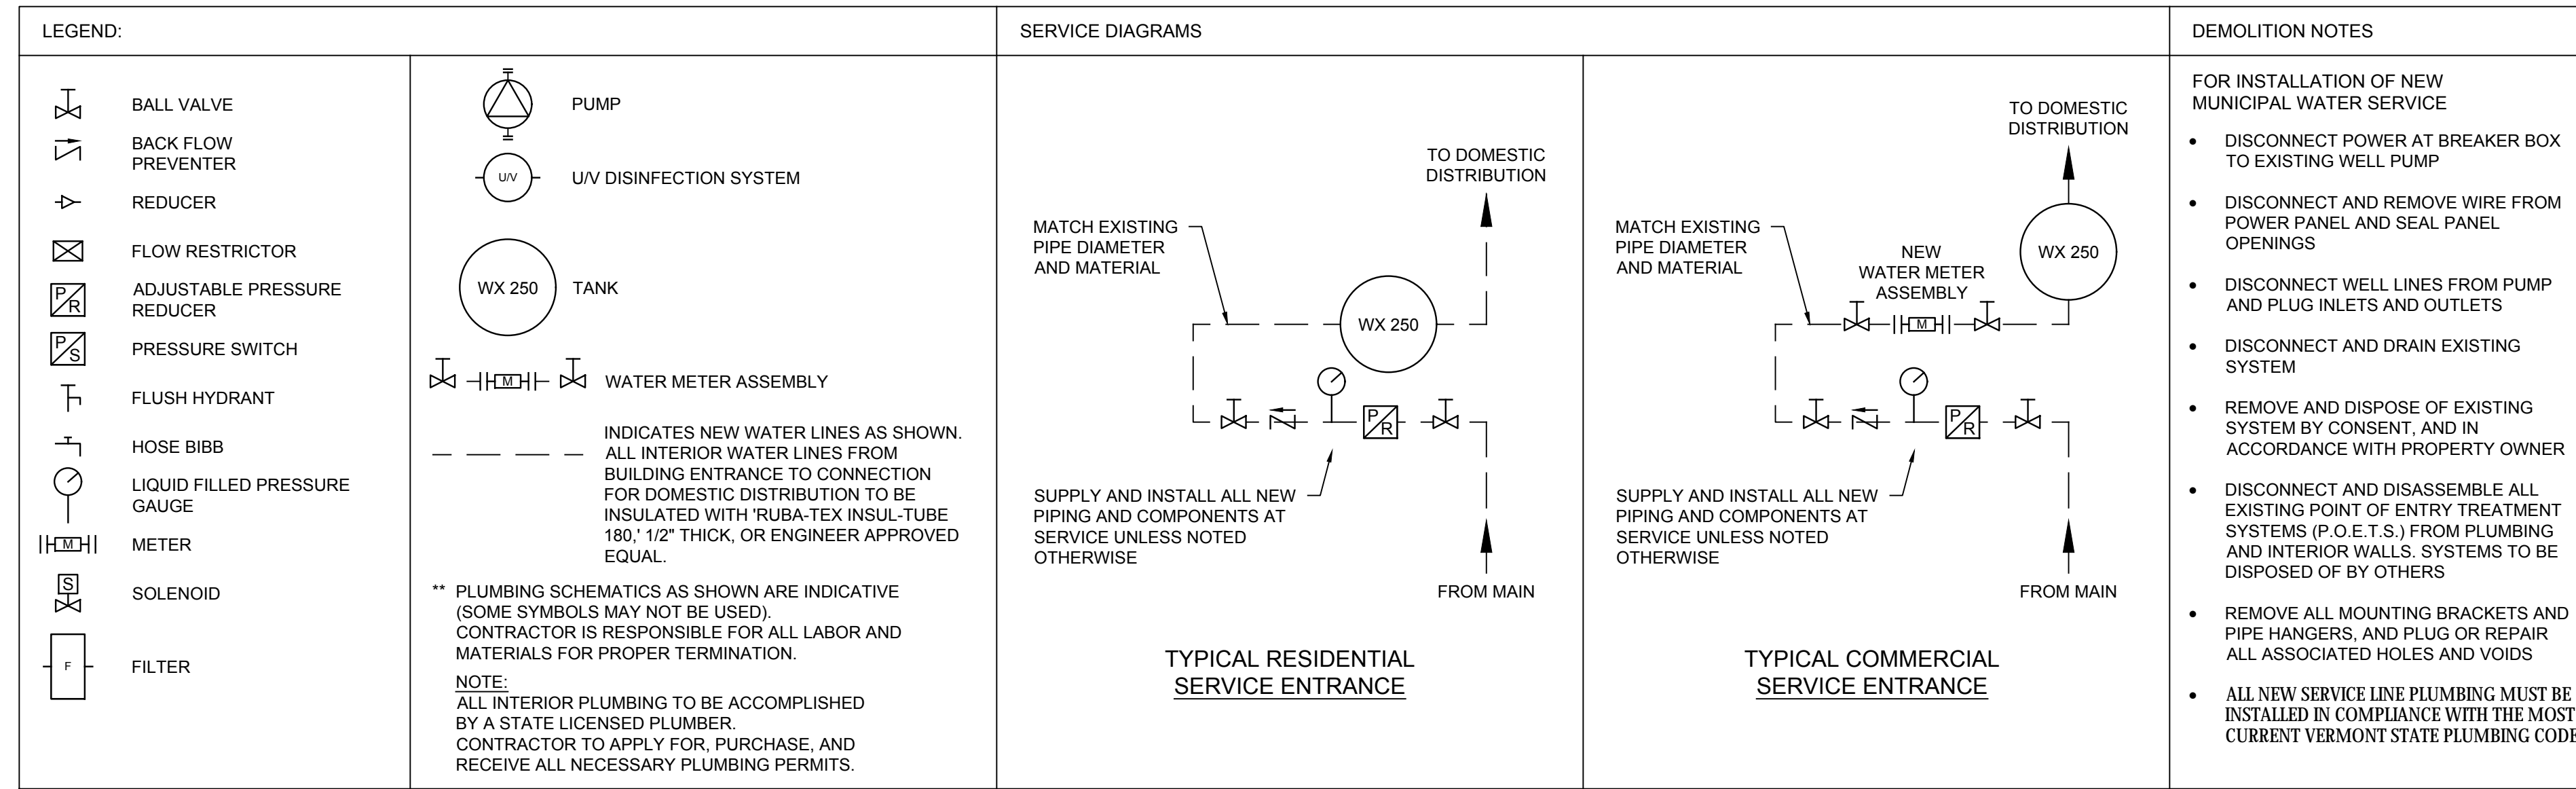 LEGEND:
BALL VALVE
BACK FLOW
PREVENTER
REDUCER
FLOW RESTRICTOR
P/R
ADJUSTABLE PRESSURE
REDUCER
P/S
PRESSURE SWITCH
FLUSH HYDRANT
HOSE BIBB
LIQUID FILLED PRESSURE
GAUGE
M
METER
S
SOLENOID
F
FILTER
PUMP
U/V
U/V DISINFECTION SYSTEM
WX 250
TANK
M
WATER METER ASSEMBLY
INDICATES NEW WATER LINES AS SHOWN.
ALL INTERIOR WATER LINES FROM
BUILDING ENTRANCE TO CONNECTION
FOR DOMESTIC DISTRIBUTION TO BE
INSULATED WITH 'RUBA-TEX INSUL-TUBE
180,' 1/2" THICK, OR ENGINEER APPROVED
EQUAL.
** PLUMBING SCHEMATICS AS SHOWN ARE INDICATIVE
(SOME SYMBOLS MAY NOT BE USED).
CONTRACTOR IS RESPONSIBLE FOR ALL LABOR AND
MATERIALS FOR PROPER TERMINATION.
NOTE:
ALL INTERIOR PLUMBING TO BE ACCOMPLISHED
BY A STATE LICENSED PLUMBER.
CONTRACTOR TO APPLY FOR, PURCHASE, AND
RECEIVE ALL NECESSARY PLUMBING PERMITS.
SERVICE DIAGRAMS
TO DOMESTIC
DISTRIBUTION
MATCH EXISTING
PIPE DIAMETER
AND MATERIAL
WX 250
P/R
SUPPLY AND INSTALL ALL NEW
PIPING AND COMPONENTS AT
SERVICE UNLESS NOTED
OTHERWISE
FROM MAIN
TYPICAL RESIDENTIAL
SERVICE ENTRANCE
TO DOMESTIC
DISTRIBUTION
MATCH EXISTING
PIPE DIAMETER
AND MATERIAL
NEW
WATER METER
ASSEMBLY
WX 250
M
P/R
SUPPLY AND INSTALL ALL NEW
PIPING AND COMPONENTS AT
SERVICE UNLESS NOTED
OTHERWISE
FROM MAIN
TYPICAL COMMERCIAL
SERVICE ENTRANCE
DEMOLITION NOTES
FOR INSTALLATION OF NEW
MUNICIPAL WATER SERVICE
• DISCONNECT POWER AT BREAKER BOX
TO EXISTING WELL PUMP
• DISCONNECT AND REMOVE WIRE FROM
POWER PANEL AND SEAL PANEL
OPENINGS
• DISCONNECT WELL LINES FROM PUMP
AND PLUG INLETS AND OUTLETS
• DISCONNECT AND DRAIN EXISTING
SYSTEM
• REMOVE AND DISPOSE OF EXISTING
SYSTEM BY CONSENT, AND IN
ACCORDANCE WITH PROPERTY OWNER
• DISCONNECT AND DISASSEMBLE ALL
EXISTING POINT OF ENTRY TREATMENT
SYSTEMS (P.O.E.T.S.) FROM PLUMBING
AND INTERIOR WALLS. SYSTEMS TO BE
DISPOSED OF BY OTHERS
• REMOVE ALL MOUNTING BRACKETS AND
PIPE HANGERS, AND PLUG OR REPAIR
ALL ASSOCIATED HOLES AND VOIDS
• ALL NEW SERVICE LINE PLUMBING MUST BE
INSTALLED IN COMPLIANCE WITH THE MOST
CURRENT VERMONT STATE PLUMBING CODE